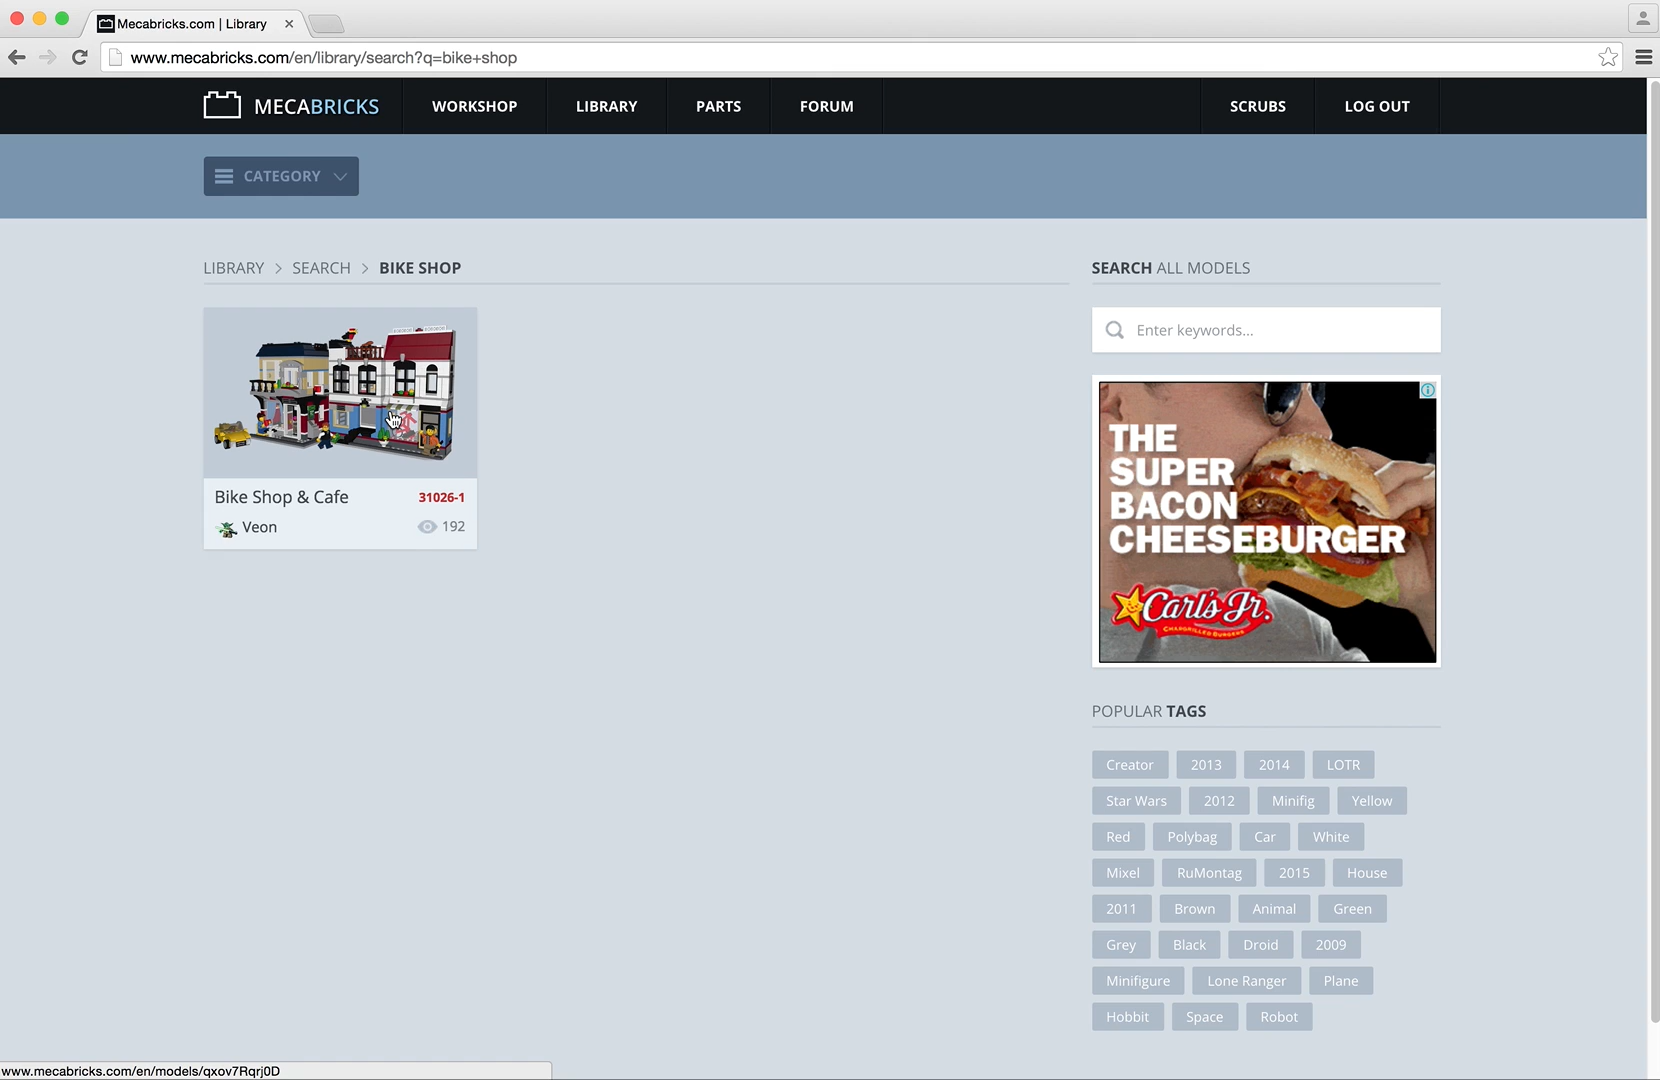 Mecabricks.com | Library
www.mecabricks.com/en/library/search?q=bike+shop
MECABRICKS
WORKSHOP
LIBRARY
PARTS
FORUM
SCRUBS
LOG OUT
CATEGORY
LIBRARY > SEARCH > BIKE SHOP
Bike Shop & Cafe
31026-1
Veon
192
SEARCH ALL MODELS
Enter keywords...
THE
SUPER
BACON
CHEESEBURGER
Carl's Jr.
CHARGRILLED BURGERS
POPULAR TAGS
Creator 2013 2014 LOTR
Star Wars 2012 Minifig Yellow
Red Polybag Car White
Mixel RuMontag 2015 House
2011 Brown Animal Green
Grey Black Droid 2009
Minifigure Lone Ranger Plane
Hobbit Space Robot
www.mecabricks.com/en/models/qxov7Rqrj0D